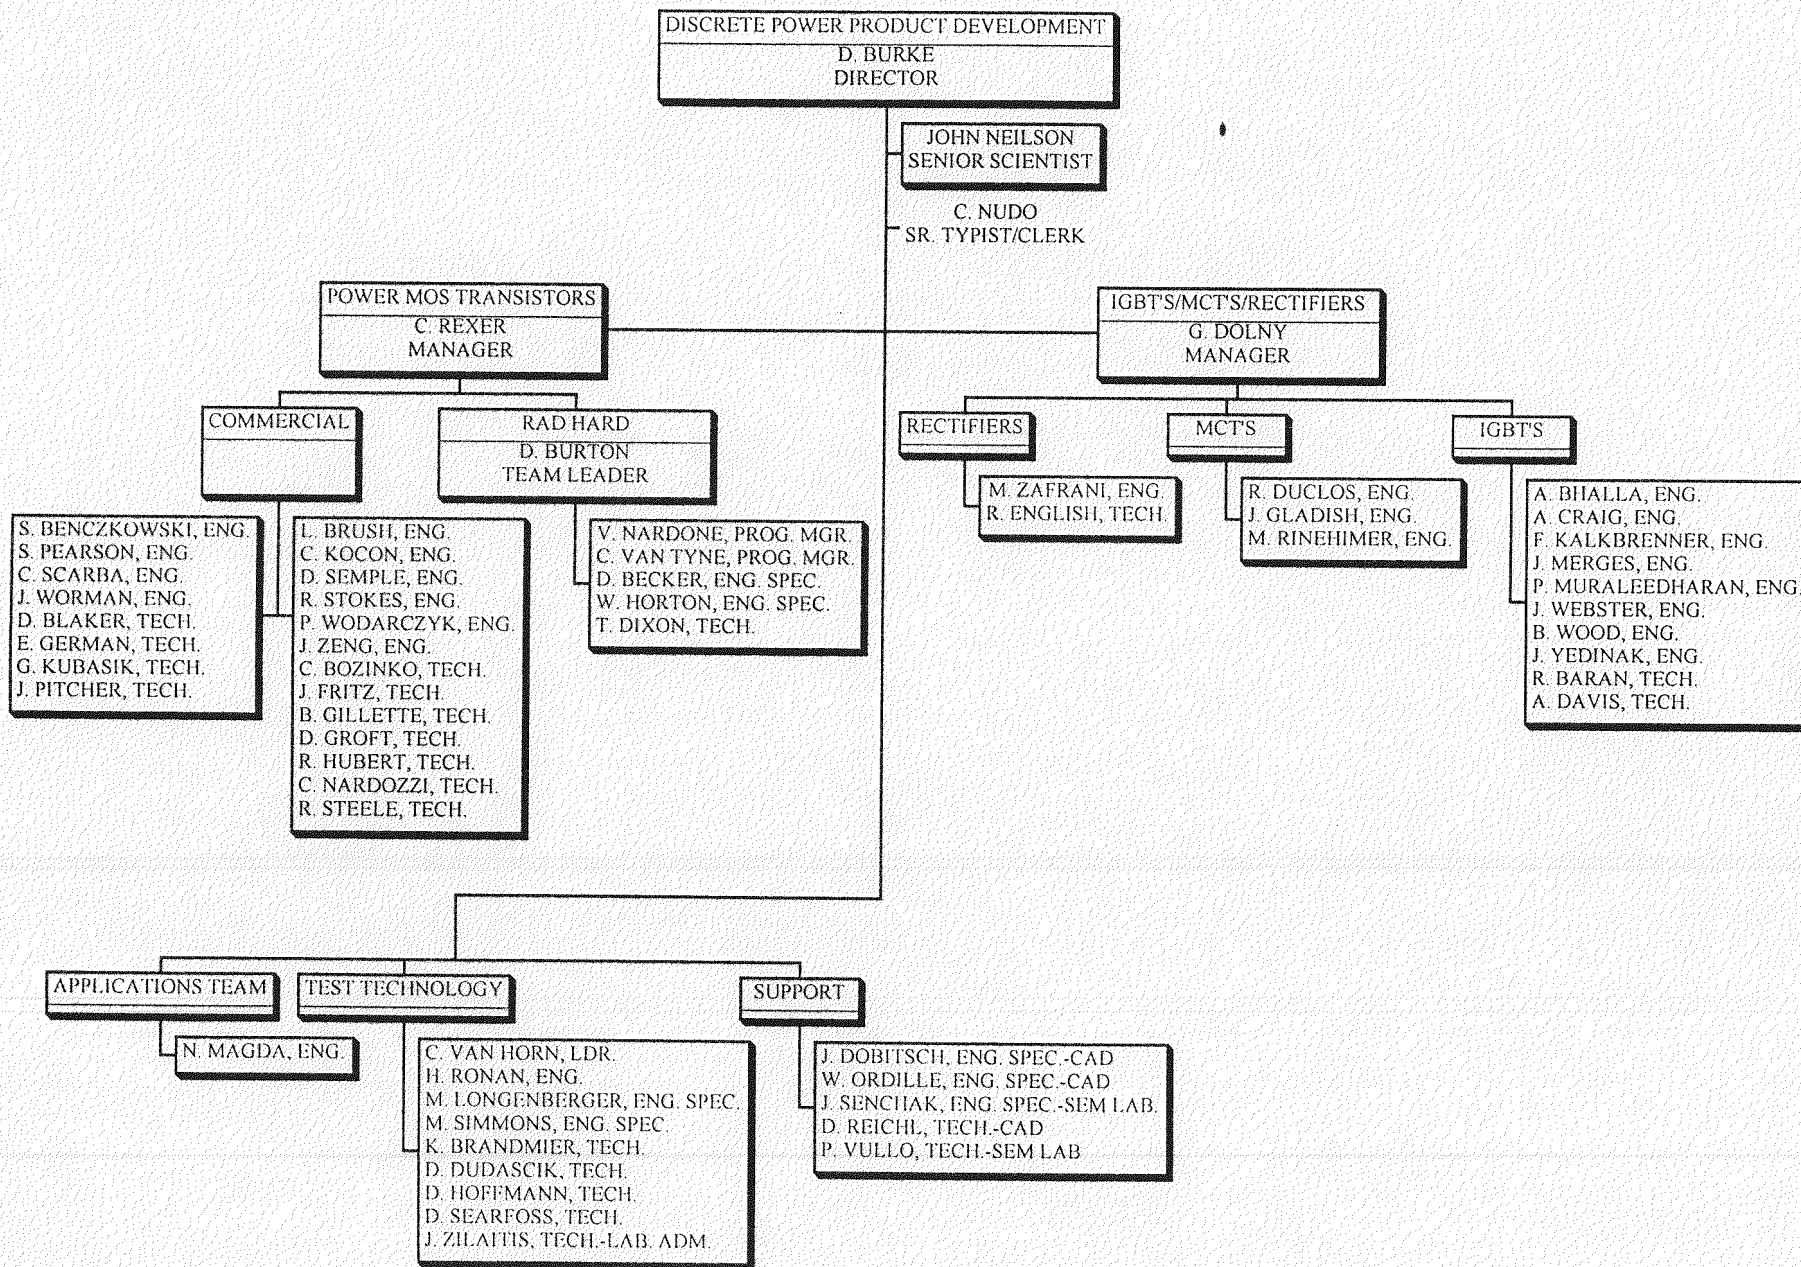 DISCRETE POWER PRODUCT DEVELOPMENT
D. BURKE
DIRECTOR
JOHN NEILSON
SENIOR SCIENTIST
C. NUDO
SR. TYPIST/CLERK
POWER MOS TRANSISTORS
C. REXER
MANAGER
IGBT'S/MCT'S/RECTIFIERS
G. DOLNY
MANAGER
COMMERCIAL
RAD HARD
D. BURTON
TEAM LEADER
RECTIFIERS
MCT'S
IGBT'S
S. BENCZKOWSKI, ENG.
S. PEARSON, ENG.
C. SCARBA, ENG.
J. WORMAN, ENG.
D. BLAKER, TECH.
E. GERMAN, TECH.
G. KUBASIK, TECH.
J. PITCHER, TECH.
L. BRUSH, ENG.
C. KOCON, ENG.
D. SEMPLE, ENG.
R. STOKES, ENG.
P. WODARCZYK, ENG.
J. ZENG, ENG.
C. BOZINKO, TECH.
J. FRITZ, TECH.
B. GILLETTE, TECH.
D. GROFT, TECH.
R. HUBERT, TECH.
C. NARDOZZI, TECH.
R. STEELE, TECH.
V. NARDONE, PROG. MGR
C. VAN TYNE, PROG. MGR.
D. BECKER, ENG. SPEC.
W. HORTON, ENG. SPEC.
T. DIXON, TECH.
M. ZAFRANI, ENG.
R. ENGLISH, TECH.
R. DUCLOS, ENG.
J. GLADISH, ENG.
M. RINEHIMER, ENG.
A. BHALLA, ENG.
A. CRAIG, ENG.
F. KALKBRENNER, ENG.
J. MERGES, ENG.
P. MURALEEDHARAN, ENG.
J. WEBSTER, ENG.
B. WOOD, ENG.
J. YEDINAK, ENG.
R. BARAN, TECH.
A. DAVIS, TECH.
APPLICATIONS TEAM
TEST TECHNOLOGY
SUPPORT
N. MAGDA, ENG.
C. VAN HORN, LDR.
H. RONAN, ENG.
M. LONGENBERGER, ENG. SPEC.
M. SIMMONS, ENG. SPEC.
K. BRANDMIER, TECH.
D. DUDASCIK, TECH.
D. HOFFMANN, TECH.
D. SEARFOSS, TECH.
J. ZILAITIS, TECH.-LAB. ADM.
J. DOBITSCH, ENG. SPEC.-CAD
W. ORDILLE, ENG. SPEC.-CAD
J. SENCHAK, ENG. SPEC.-SEM LAB.
D. REICHL, TECH.-CAD
P. VULLO, TECH.-SEM LAB